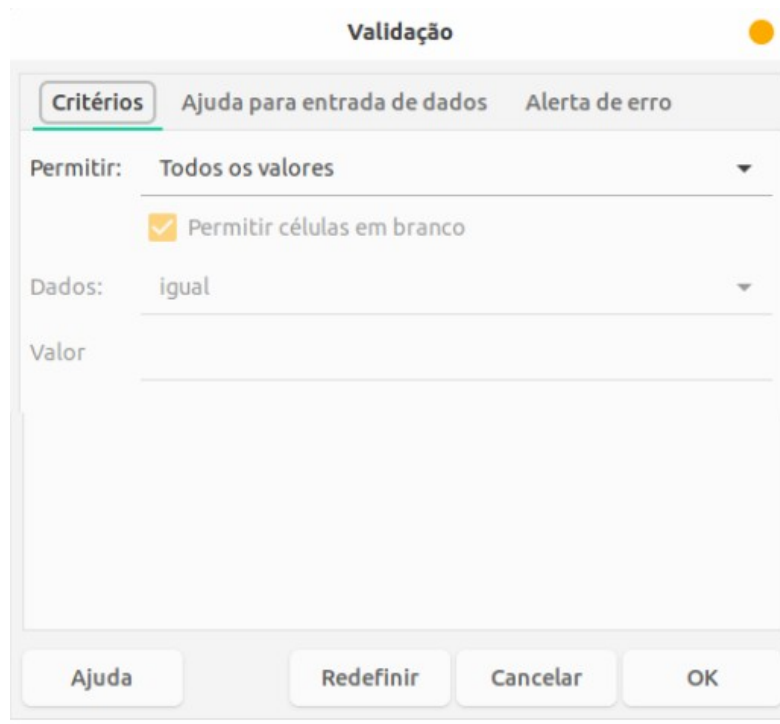 Validação
Critérios Ajuda para entrada de dados Alerta de erro
Permitir: Todos os valores
Permitir células em branco
Dados: igual
Valor
Ajuda Redefinir Cancelar OK